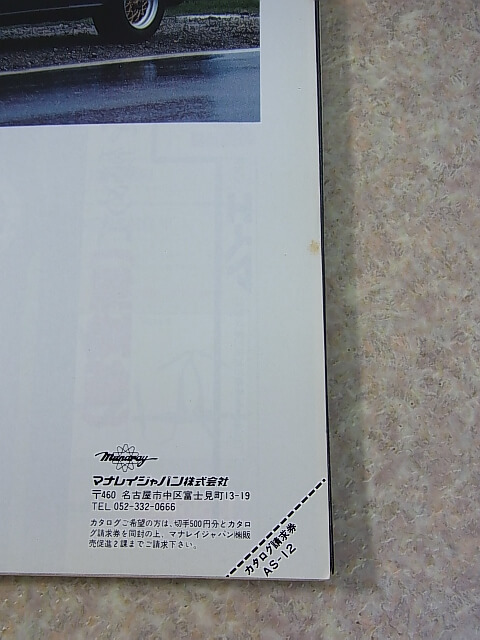 Manaray
マナレイジャパン株式会社
〒460 名古屋市中区富士見町13-19
TEL 052-332-0666
カタログご希望の方は、切手500円分とカタロ
グ請求券を同封の上、マナレイジャパン㈱販
売促進2課までご請求下さい。
カタログ請求券
AS-12